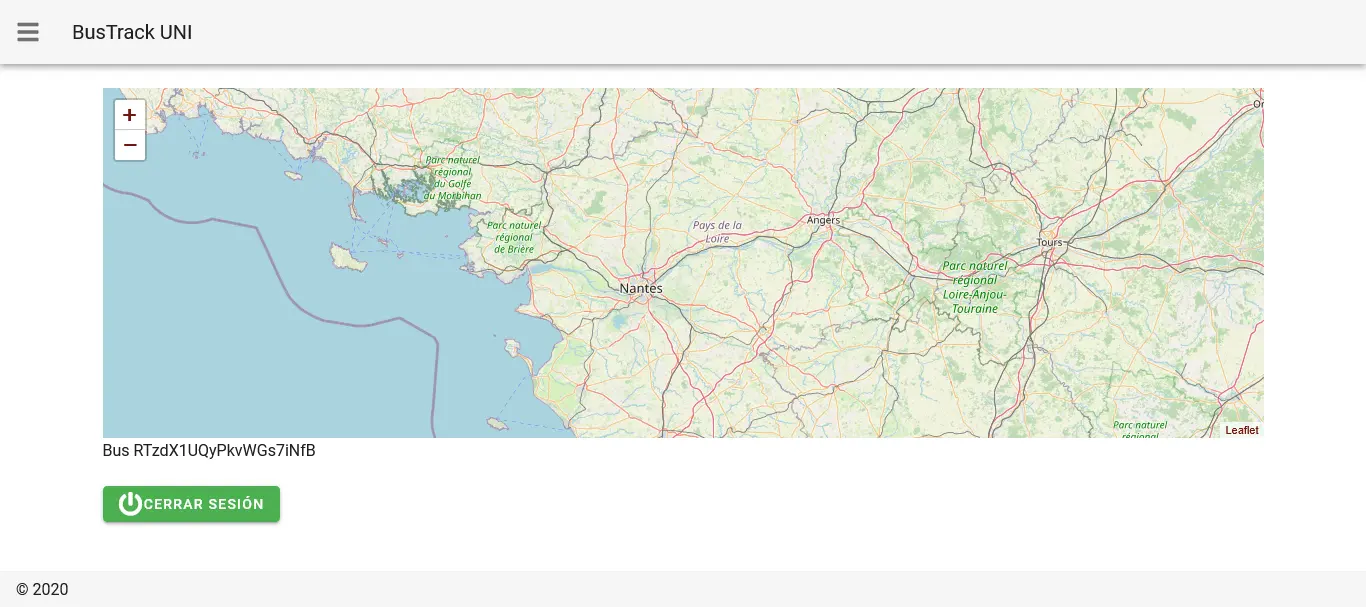 BusTrack UNI
+
−
Or
Parc naturel
régional
du Golfe
du Morbihan
Parc naturel
régional
de Brière
Pays de la
Loire
Angers
Tours
Nantes
Parc naturel
régional
Loire-Anjou-
Touraine
Parc naturel
régional
Leaflet
Bus RTzdX1UQyPkvWGs7iNfB
CERRAR SESIÓN
© 2020